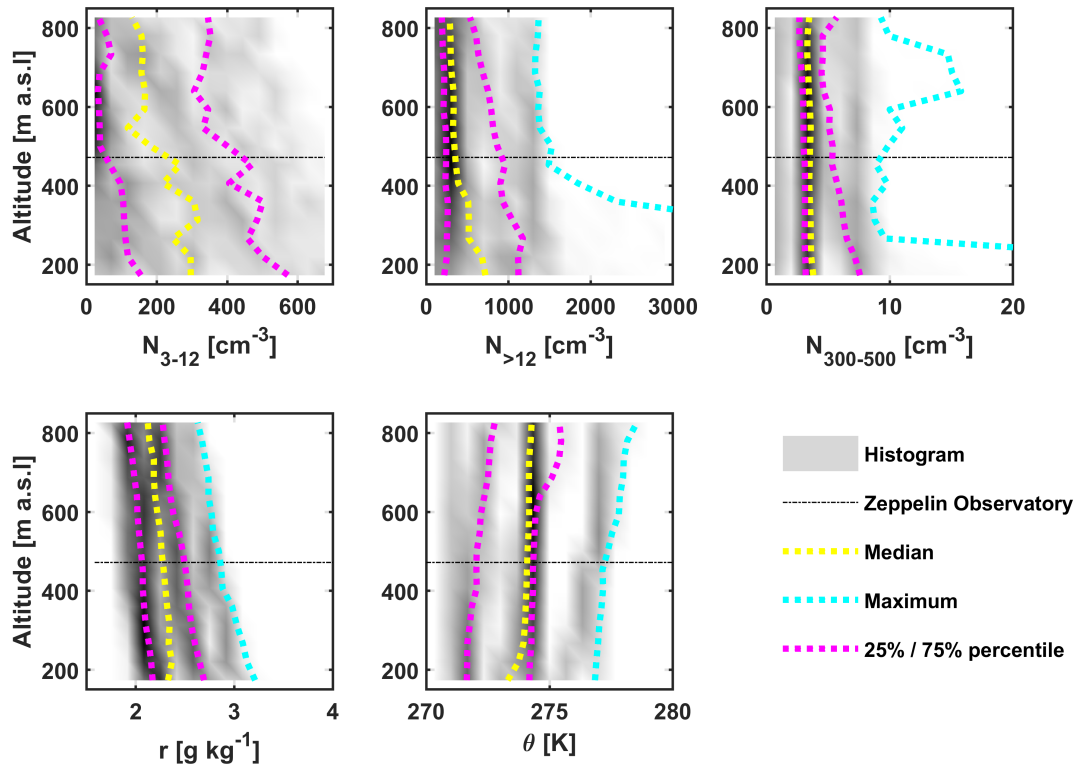 800
600
400
200
Altitude [m a.s.l]
0 200 400 600
N3-12 [cm-3]
0 1000 2000 3000
N>12 [cm-3]
800
600
400
200
0 10 20
N300-500 [cm-3]
800
600
400
200
800
600
400
200
Altitude [m a.s.l]
2 3 4
r [g kg-1]
800
600
400
200
270 275 280
θ [K]
Histogram
Zeppelin Observatory
Median
Maximum
25% / 75% percentile